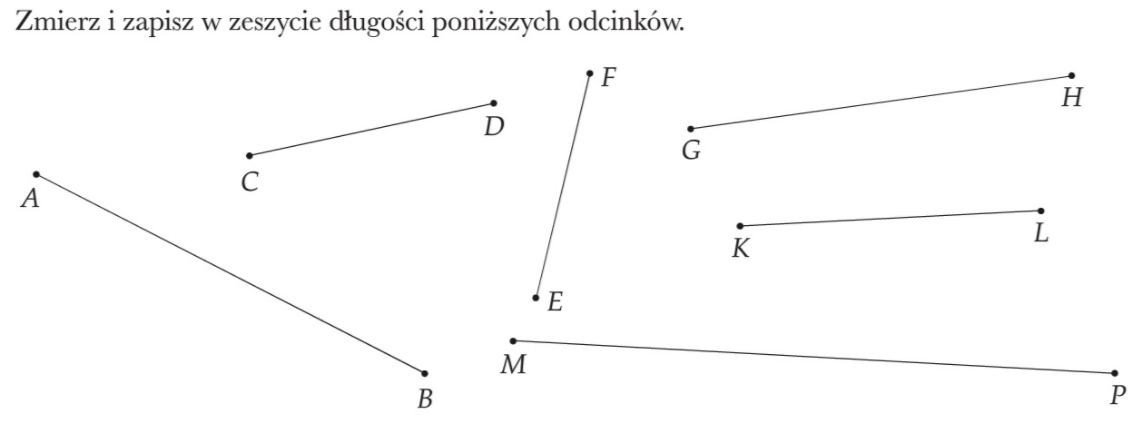 Zmierz i zapisz w zeszycie długości poniższych odcinków.
F
D
H
C
G
A
K
L
E
M
B
P